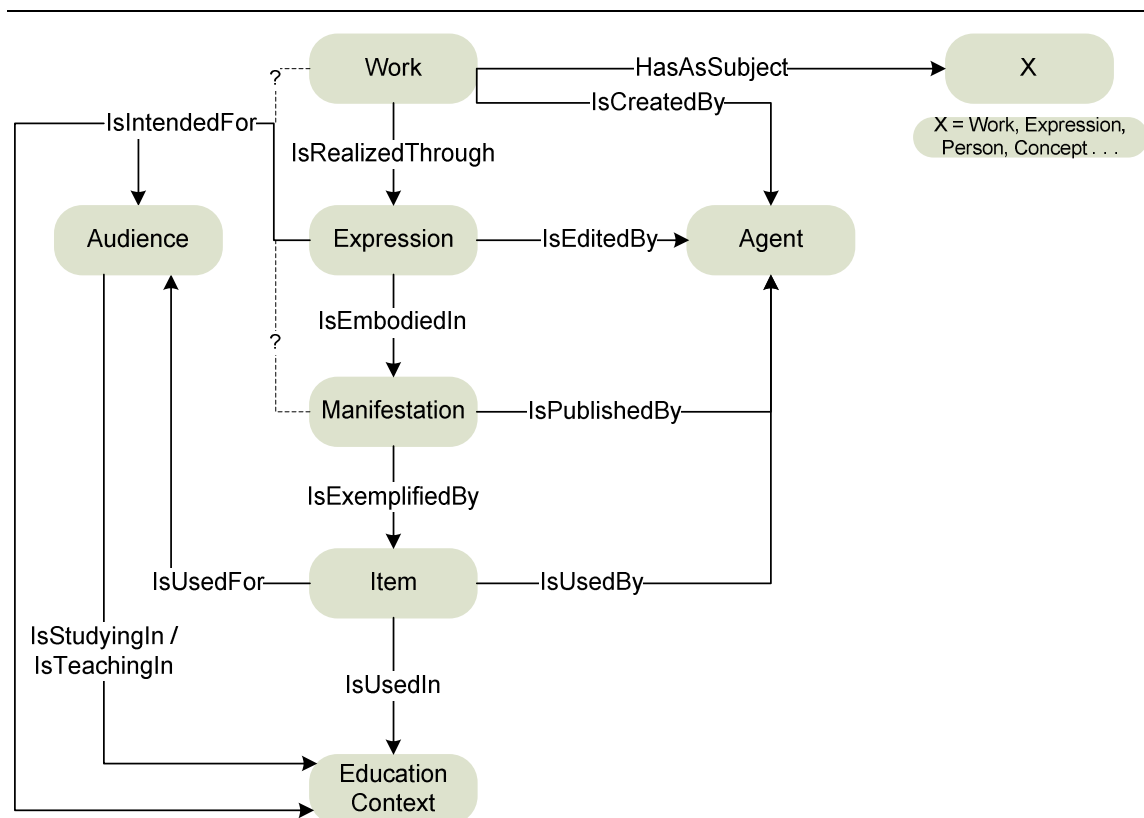 Work
HasAsSubject
X
?
IsCreatedBy
X = Work, Expression,
Person, Concept . . .
IsIntendedFor
IsRealizedThrough
Audience
Expression
IsEditedBy
Agent
IsEmbodiedIn
?
Manifestation
IsPublishedBy
IsExemplifiedBy
IsUsedFor
Item
IsUsedBy
IsStudyingIn /
IsTeachingIn
IsUsedIn
Education
Context